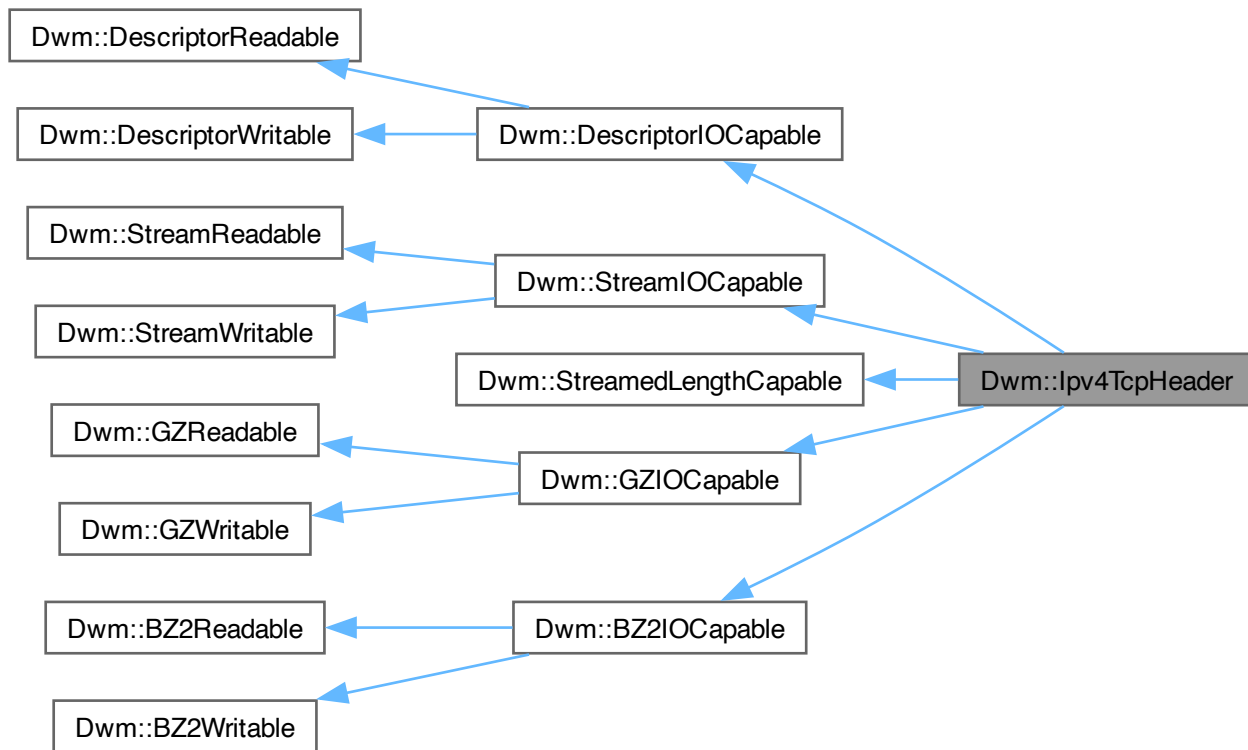 Dwm::DescriptorReadable
Dwm::DescriptorWritable
Dwm::DescriptorIOCapable
Dwm::StreamReadable
Dwm::StreamWritable
Dwm::StreamIOCapable
Dwm::StreamedLengthCapable
Dwm::Ipv4TcpHeader
Dwm::GZReadable
Dwm::GZWritable
Dwm::GZIOCapable
Dwm::BZ2Readable
Dwm::BZ2Writable
Dwm::BZ2IOCapable